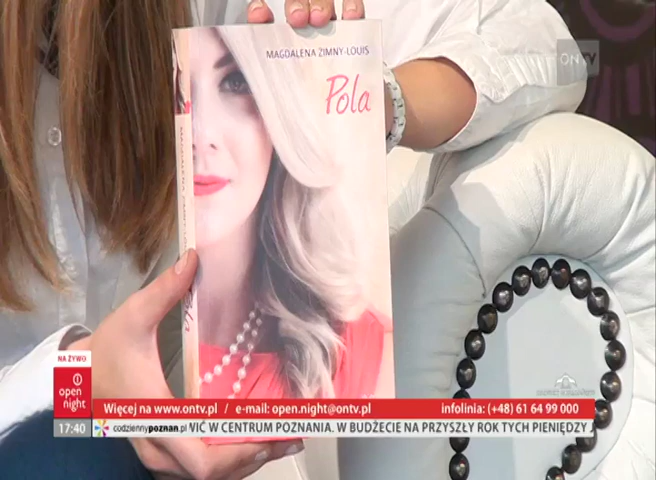 MAGDALENA ZIMNY-LOUIS
Pola
ONTV
NA ŻYWO
open
night
Więcej na www.ontv.pl / e-mail: open.night@ontv.pl
infolinia: (+48) 61 64 99 000
17:40
codziennypoznan.pl
VIĆ W CENTRUM POZNANIA. W BUDŻECIE NA PRZYSZŁY ROK TYCH PIENIĘDZY